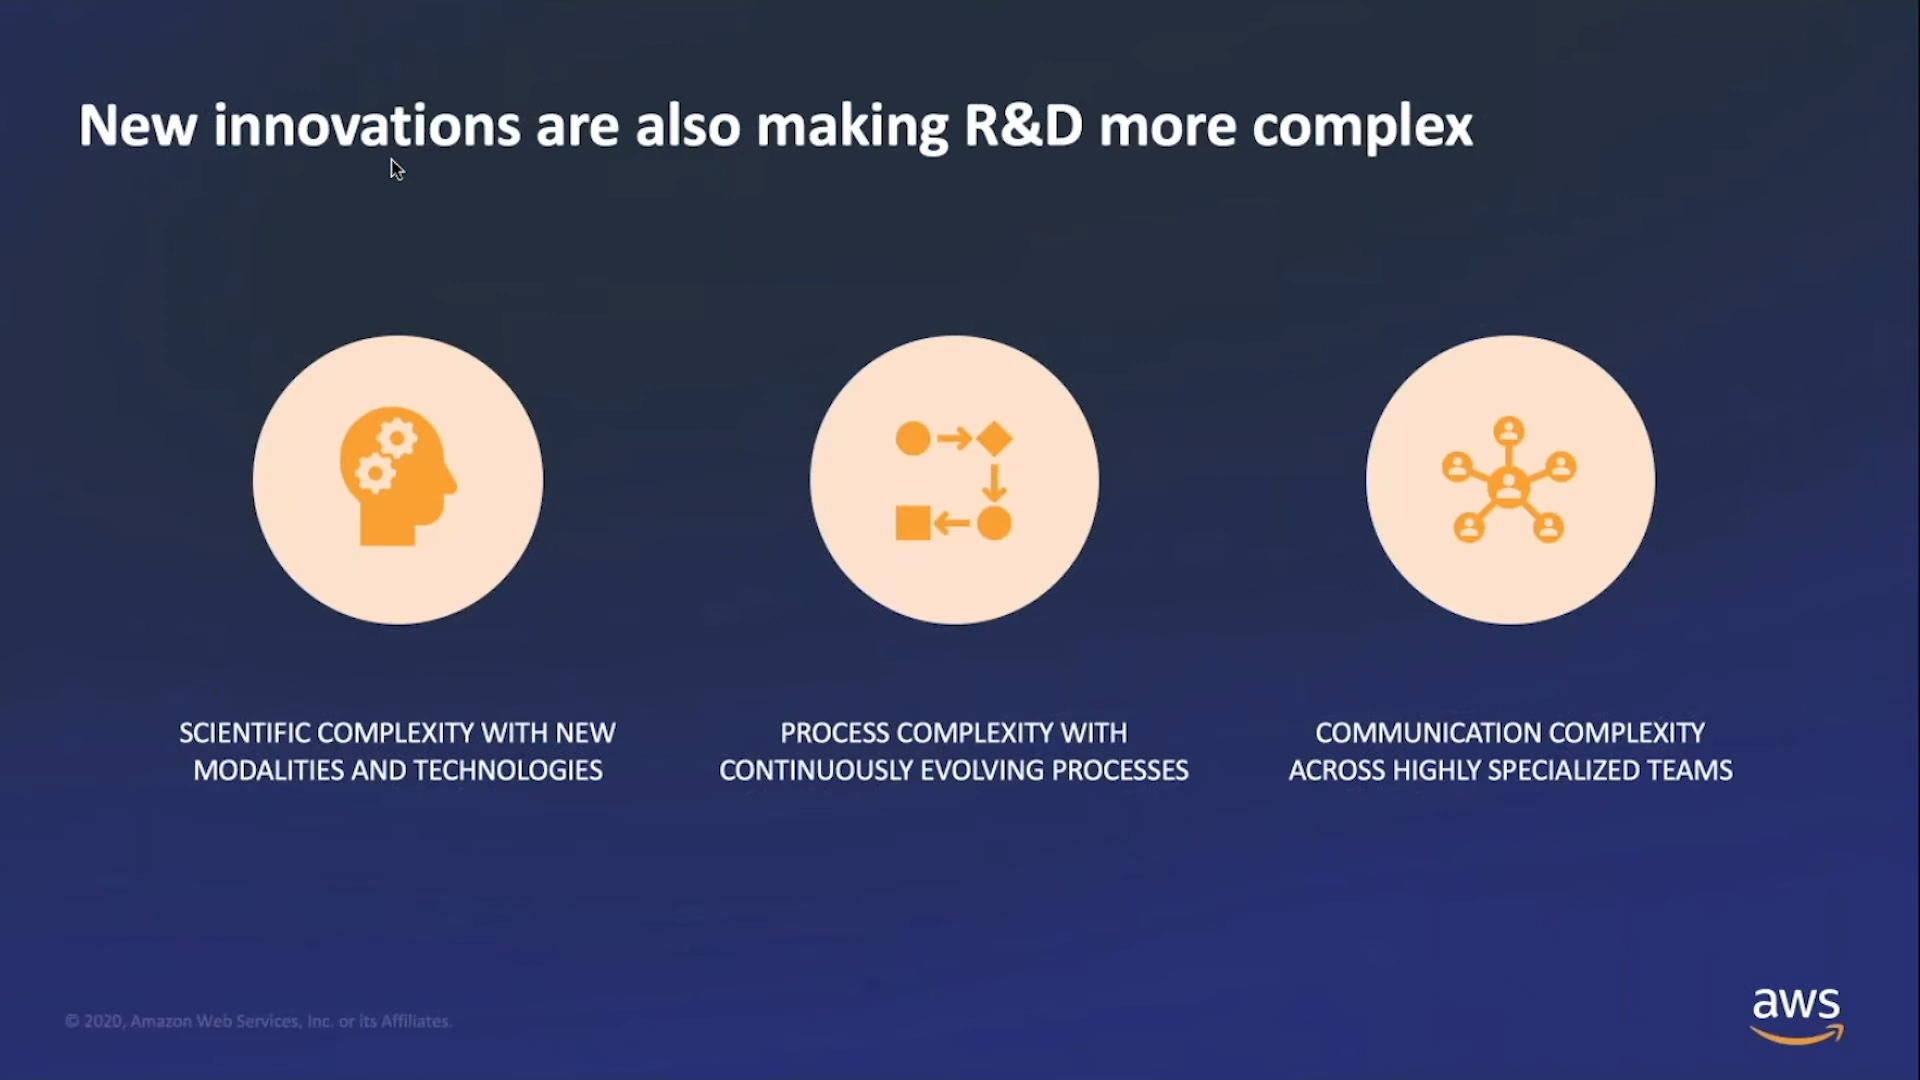 New innovations are also making R&D more complex
SCIENTIFIC COMPLEXITY WITH NEW
MODALITIES AND TECHNOLOGIES
PROCESS COMPLEXITY WITH
CONTINUOUSLY EVOLVING PROCESSES
COMMUNICATION COMPLEXITY
ACROSS HIGHLY SPECIALIZED TEAMS
© 2020, Amazon Web Services, Inc. or its Affiliates.
aws